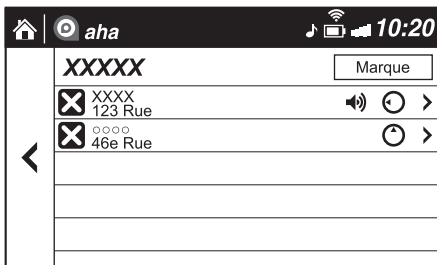 aha 10:20
XXXXX Marque
XXXX
123 Rue
○○○○
46e Rue